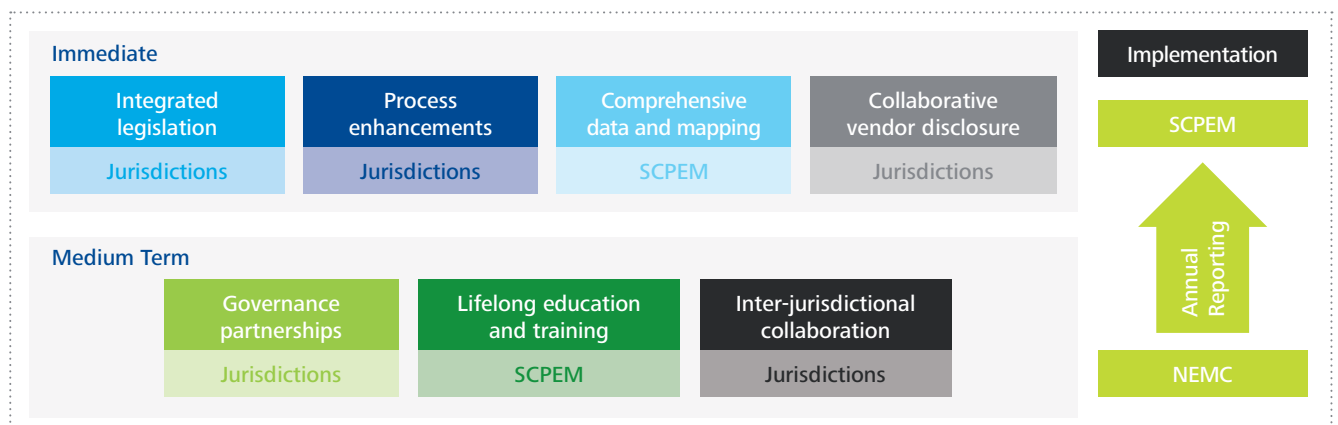 Immediate
Integrated
legislation
Jurisdictions
Process
enhancements
Jurisdictions
Comprehensive
data and mapping
SCPEM
Collaborative
vendor disclosure
Jurisdictions
Medium Term
Governance
partnerships
Jurisdictions
Lifelong education
and training
SCPEM
Inter-jurisdictional
collaboration
Jurisdictions
Implementation
SCPEM
Annual
Reporting
NEMC